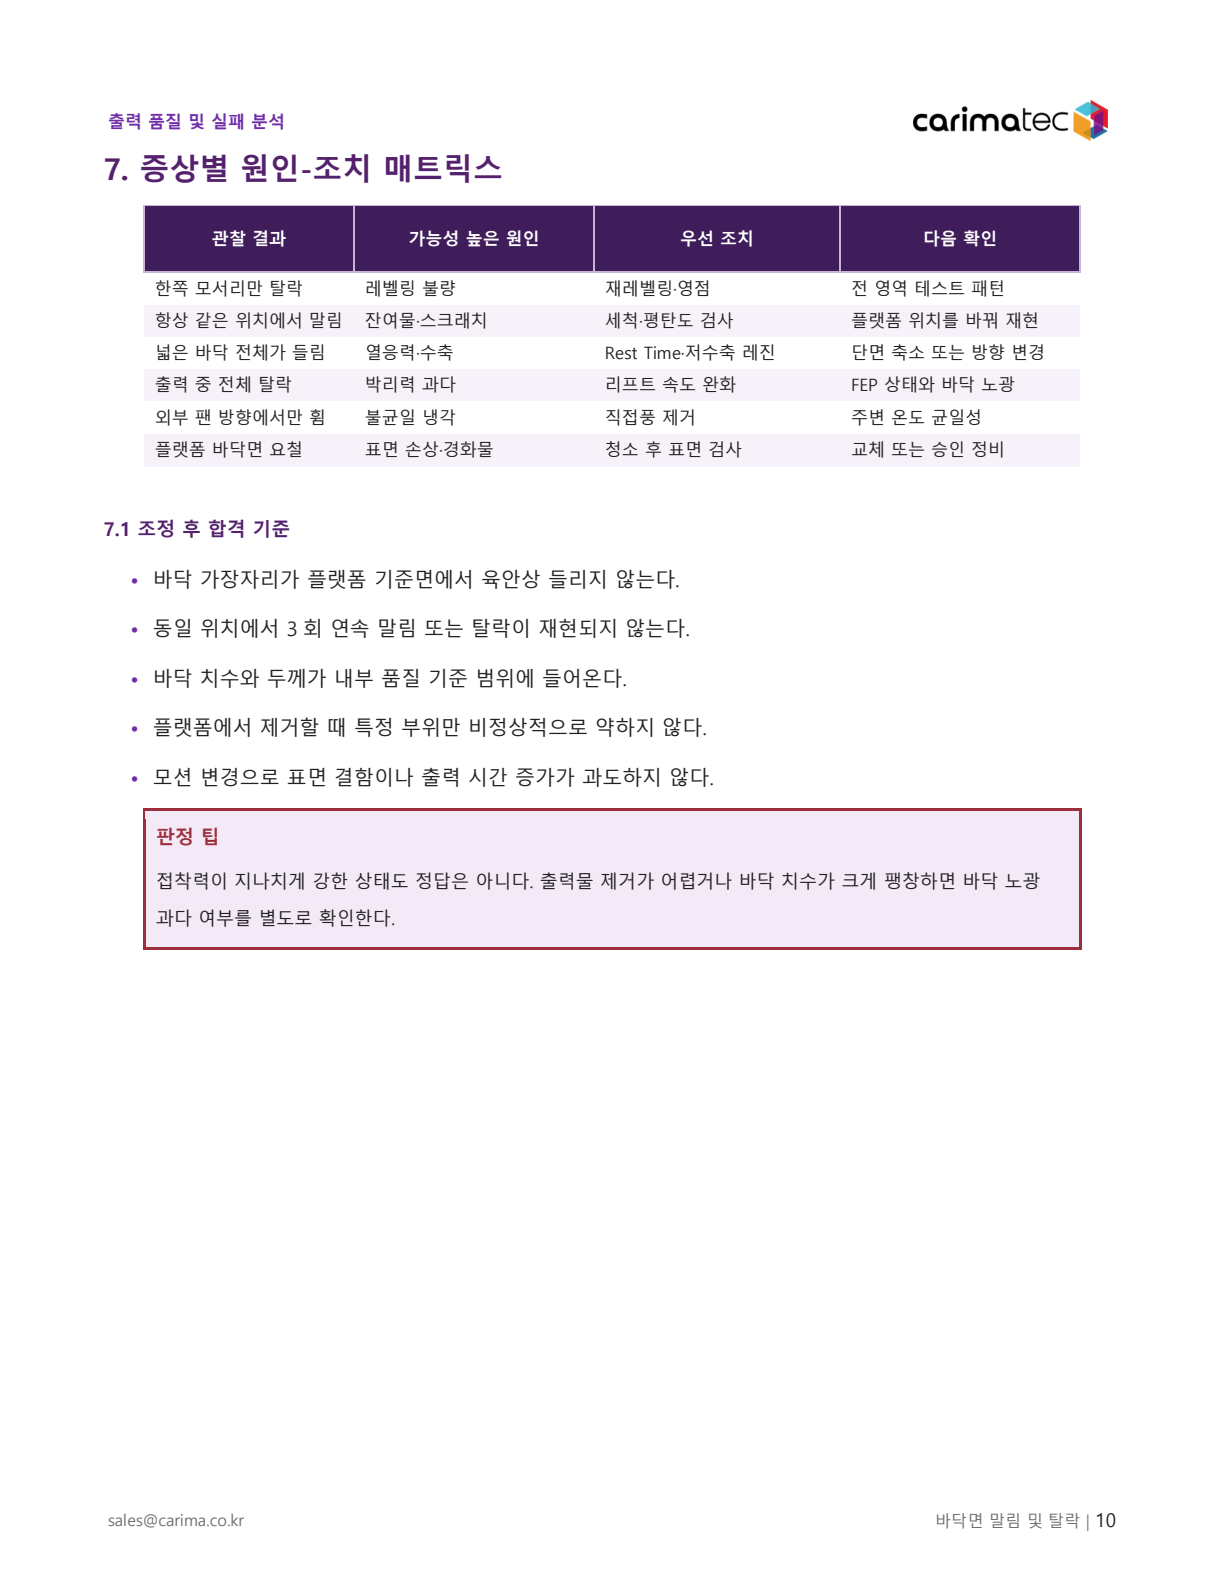 출력 품질 및 실패 분석
carimatec
7. 증상별 원인-조치 매트릭스
관찰 결과 가능성 높은 원인 우선 조치 다음 확인
한쪽 모서리만 탈락 레벨링 불량 재레벨링·영점 전 영역 테스트 패턴
항상 같은 위치에서 말림 잔여물·스크래치 세척·평탄도 검사 플랫폼 위치를 바꿔 재현
넓은 바닥 전체가 들림 열응력·수축 Rest Time·저수축 레진 단면 축소 또는 방향 변경
출력 중 전체 탈락 박리력 과다 리프트 속도 완화 FEP 상태와 바닥 노광
외부 팬 방향에서만 휨 불균일 냉각 직접풍 제거 주변 온도 균일성
플랫폼 바닥면 요철 표면 손상·경화물 청소 후 표면 검사 교체 또는 승인 정비
7.1 조정 후 합격 기준
• 바닥 가장자리가 플랫폼 기준면에서 육안상 들리지 않는다.
• 동일 위치에서 3 회 연속 말림 또는 탈락이 재현되지 않는다.
• 바닥 치수와 두께가 내부 품질 기준 범위에 들어온다.
• 플랫폼에서 제거할 때 특정 부위만 비정상적으로 약하지 않다.
• 모션 변경으로 표면 결함이나 출력 시간 증가가 과도하지 않다.
판정 팁
접착력이 지나치게 강한 상태도 정답은 아니다. 출력물 제거가 어렵거나 바닥 치수가 크게 팽창하면 바닥 노광
과다 여부를 별도로 확인한다.
sales@carima.co.kr
바닥면 말림 및 탈락 | 10